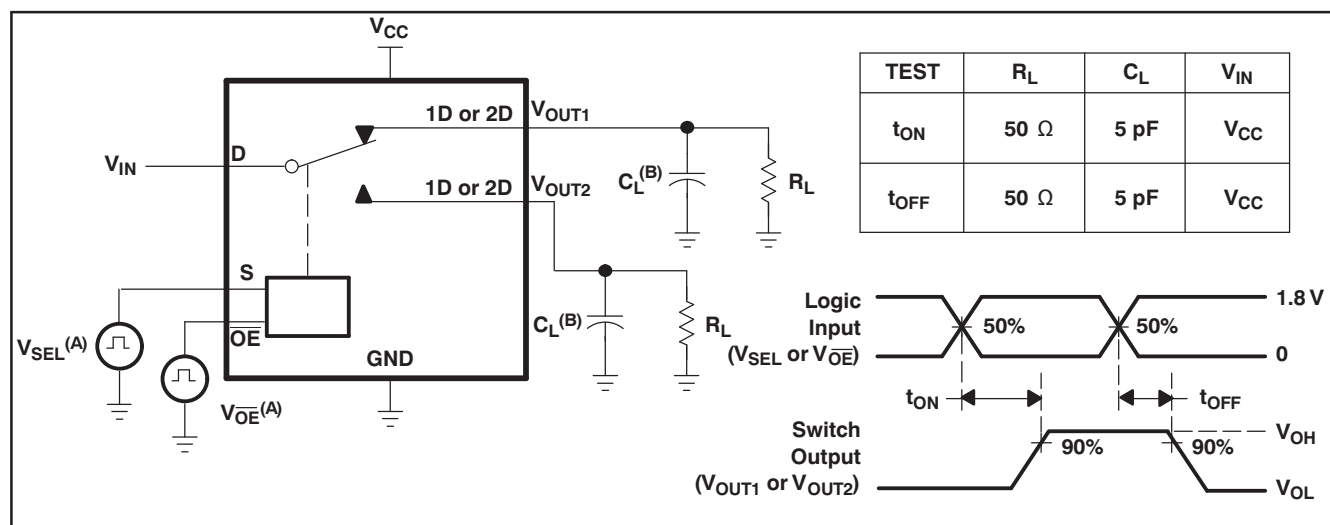 VCC
1D or 2D VOUT1
D
VIN
CL(B)
RL
1D or 2D VOUT2
S
OE
CL(B)
RL
VSEL(A)
GND
VOE(A)
TEST RL CL VIN
tON 50 Ω 5 pF VCC
tOFF 50 Ω 5 pF VCC
Logic
Input
(VSEL or VOE)
1.8 V
50% 50%
0
tON tOFF
Switch
Output
(VOUT1 or VOUT2)
VOH
90% 90%
VOL